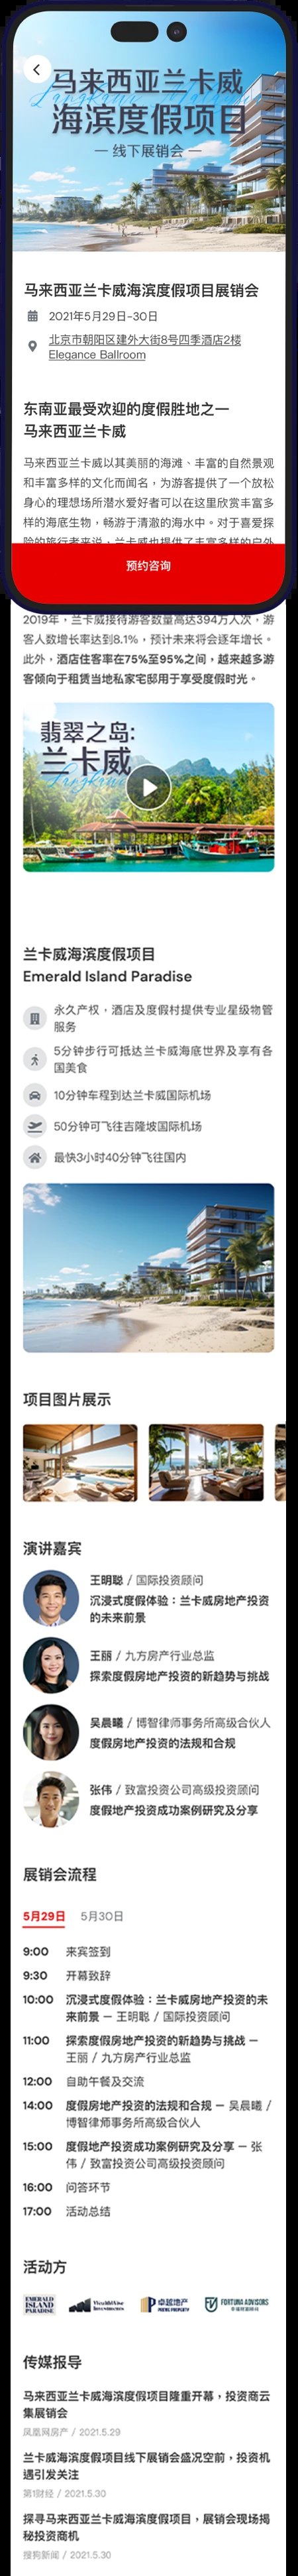 马来西亚兰卡威
海滨度假项目
— 线下展销会 —
马来西亚兰卡威海滨度假项目展销会
2021年5月29日-30日
北京市朝阳区建外大街8号四季酒店2楼
Elegance Ballroom
东南亚最受欢迎的度假胜地之一
马来西亚兰卡威
马来西亚兰卡威以其美丽的海滩、丰富的自然景观
和丰富多样的文化而闻名，为游客提供了一个放松
身心的理想场所潜水爱好者可以在这里欣赏丰富多
样的海底生物，畅游于清澈的海水中。对于喜爱探
险的旅行者来说，兰卡威也提供了丰富多样的户外
预约咨询
2019年，兰卡威接待游客数量高达394万人次，游
客人数增长率达到8.1%，预计未来将会逐年增长。
此外，酒店住客率在75%至95%之间，越来越多游
客倾向于租赁当地私家宅邸用于享受度假时光。
翡翠之岛:
兰卡威
兰卡威海滨度假项目
Emerald Island Paradise
永久产权，酒店及度假村提供专业星级物管
服务
5分钟步行可抵达兰卡威海底世界及享有各
国美食
10分钟车程到达兰卡威国际机场
50分钟可飞往吉隆坡国际机场
最快3小时40分钟飞往国内
项目图片展示
演讲嘉宾
王明聪 / 国际投资顾问
沉浸式度假体验：兰卡威房地产投资
的未来前景
王丽 / 九方房产行业总监
探索度假房地产投资的新趋势与挑战
吴晨曦 / 博智律师事务所高级合伙人
度假房地产投资的法规和合规
张伟 / 致富投资公司高级投资顾问
度假地产投资成功案例研究及分享
展销会流程
5月29日 5月30日
9:00 来宾签到
9:30 开幕致辞
10:00 沉浸式度假体验：兰卡威房地产投资的未
来前景 — 王明聪 / 国际投资顾问
11:00 探索度假房地产投资的新趋势与挑战 —
王丽 / 九方房产行业总监
12:00 自助午餐及交流
14:00 度假房地产投资的法规和合规 — 吴晨曦 /
博智律师事务所高级合伙人
15:00 度假地产投资成功案例研究及分享 — 张
伟 / 致富投资公司高级投资顾问
16:00 问答环节
17:00 活动总结
活动方
EMERALD
ISLAND
PARADISE
卓越地产
FORTUNA ADVISORS
传媒报导
马来西亚兰卡威海滨度假项目隆重开幕，投资商云
集展销会
凤凰网房产 / 2021.5.29
兰卡威海滨度假项目线下展销会盛况空前，投资机
遇引发关注
第1财经 / 2021.5.30
探寻马来西亚兰卡威海滨度假项目，展销会现场揭
秘投资商机
搜狗新闻 / 2021.5.30